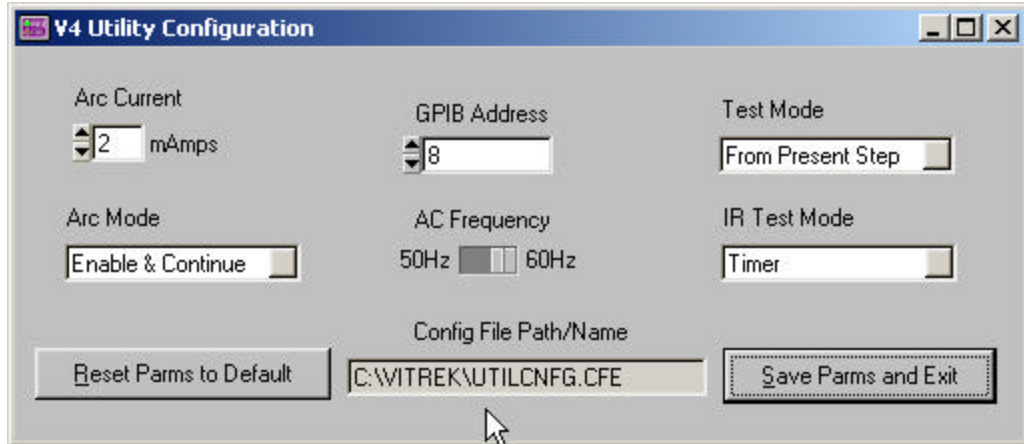 V4 Utility Configuration
Arc Current
2 mAmps
GPIB Address
8
Test Mode
From Present Step
Arc Mode
Enable & Continue
AC Frequency
50Hz 60Hz
IR Test Mode
Timer
Config File Path/Name
Reset Parms to Default
C:\VITREK\UTILCNFG.CFE
Save Parms and Exit